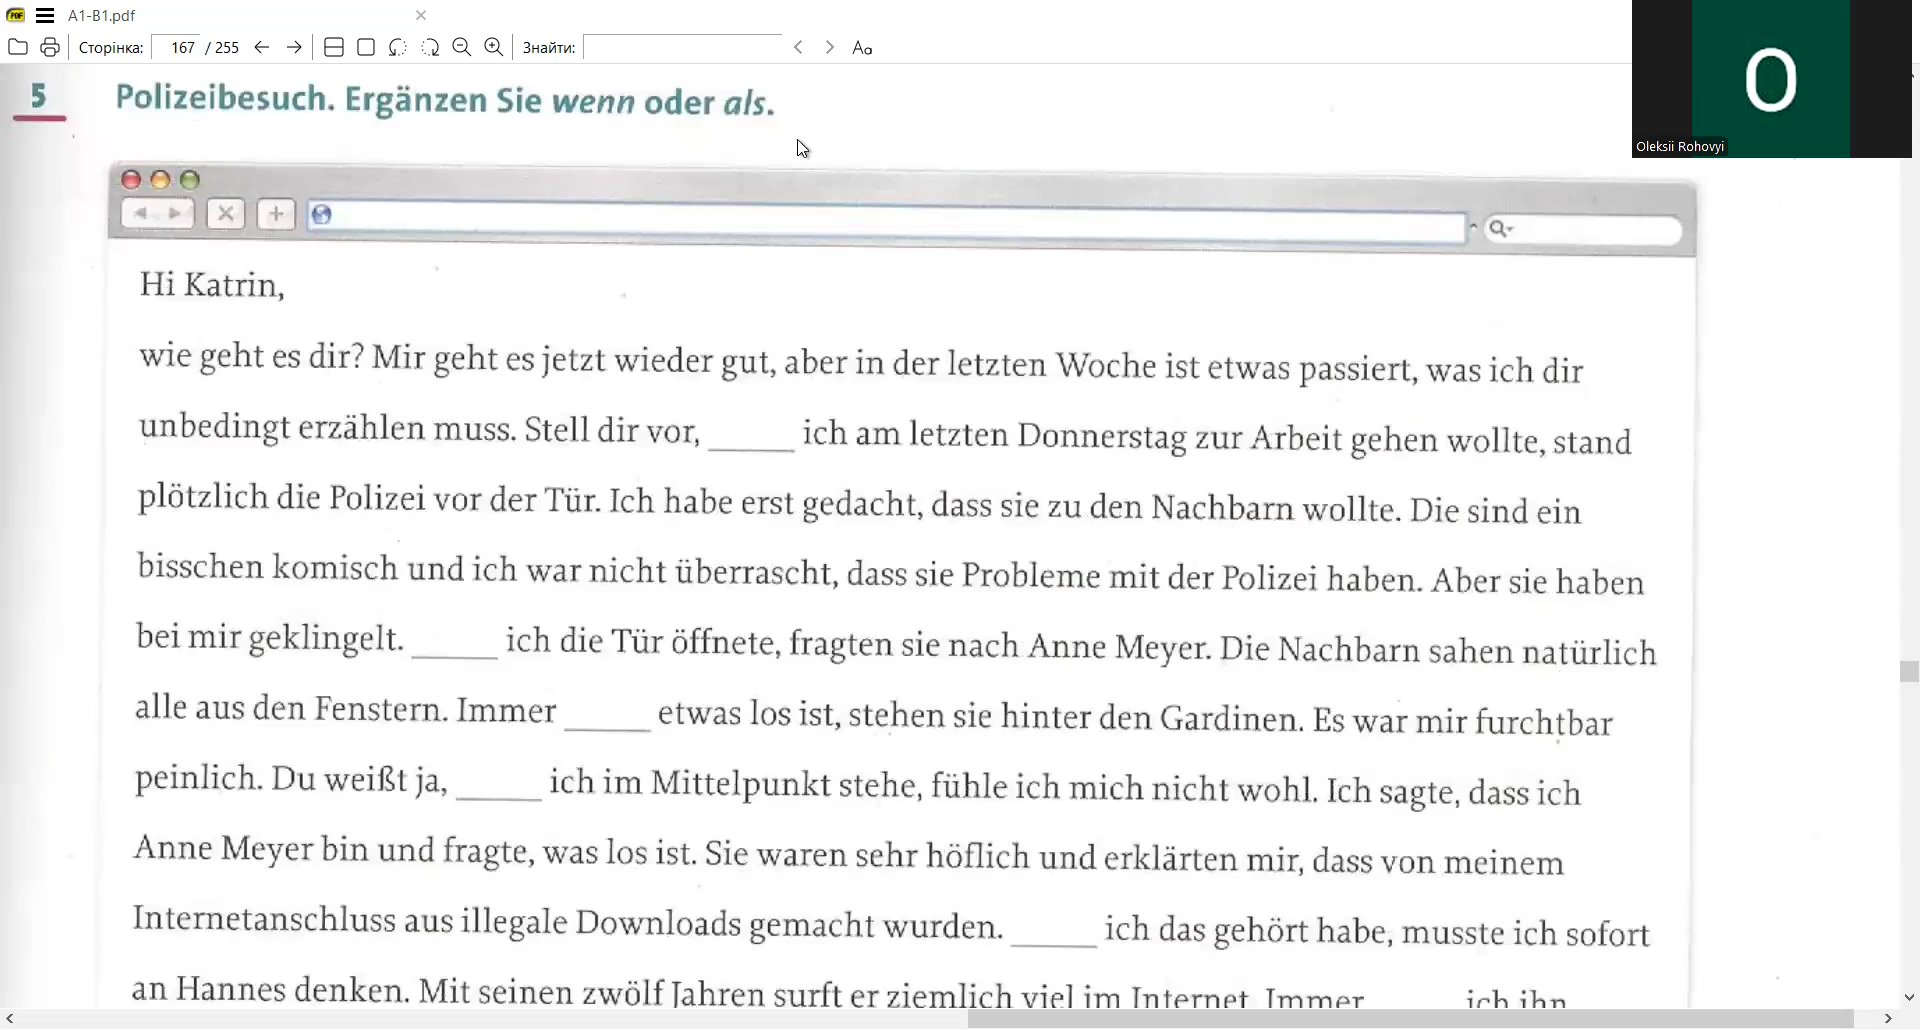 A1-B1.pdf
Сторінка: 167 / 255 Знайти: Aa
O
Oleksii Rohovyi
5 Polizeibesuch. Ergänzen Sie wenn oder als.
Hi Katrin,
wie geht es dir? Mir geht es jetzt wieder gut, aber in der letzten Woche ist etwas passiert, was ich dir
unbedingt erzählen muss. Stell dir vor, _____ ich am letzten Donnerstag zur Arbeit gehen wollte, stand
plötzlich die Polizei vor der Tür. Ich habe erst gedacht, dass sie zu den Nachbarn wollte. Die sind ein
bisschen komisch und ich war nicht überrascht, dass sie Probleme mit der Polizei haben. Aber sie haben
bei mir geklingelt. _____ ich die Tür öffnete, fragten sie nach Anne Meyer. Die Nachbarn sahen natürlich
alle aus den Fenstern. Immer _____ etwas los ist, stehen sie hinter den Gardinen. Es war mir furchtbar
peinlich. Du weißt ja, _____ ich im Mittelpunkt stehe, fühle ich mich nicht wohl. Ich sagte, dass ich
Anne Meyer bin und fragte, was los ist. Sie waren sehr höflich und erklärten mir, dass von meinem
Internetanschluss aus illegale Downloads gemacht wurden. _____ ich das gehört habe, musste ich sofort
an Hannes denken. Mit seinen zwölf Jahren surft er ziemlich viel im Internet. Immer ich ihn